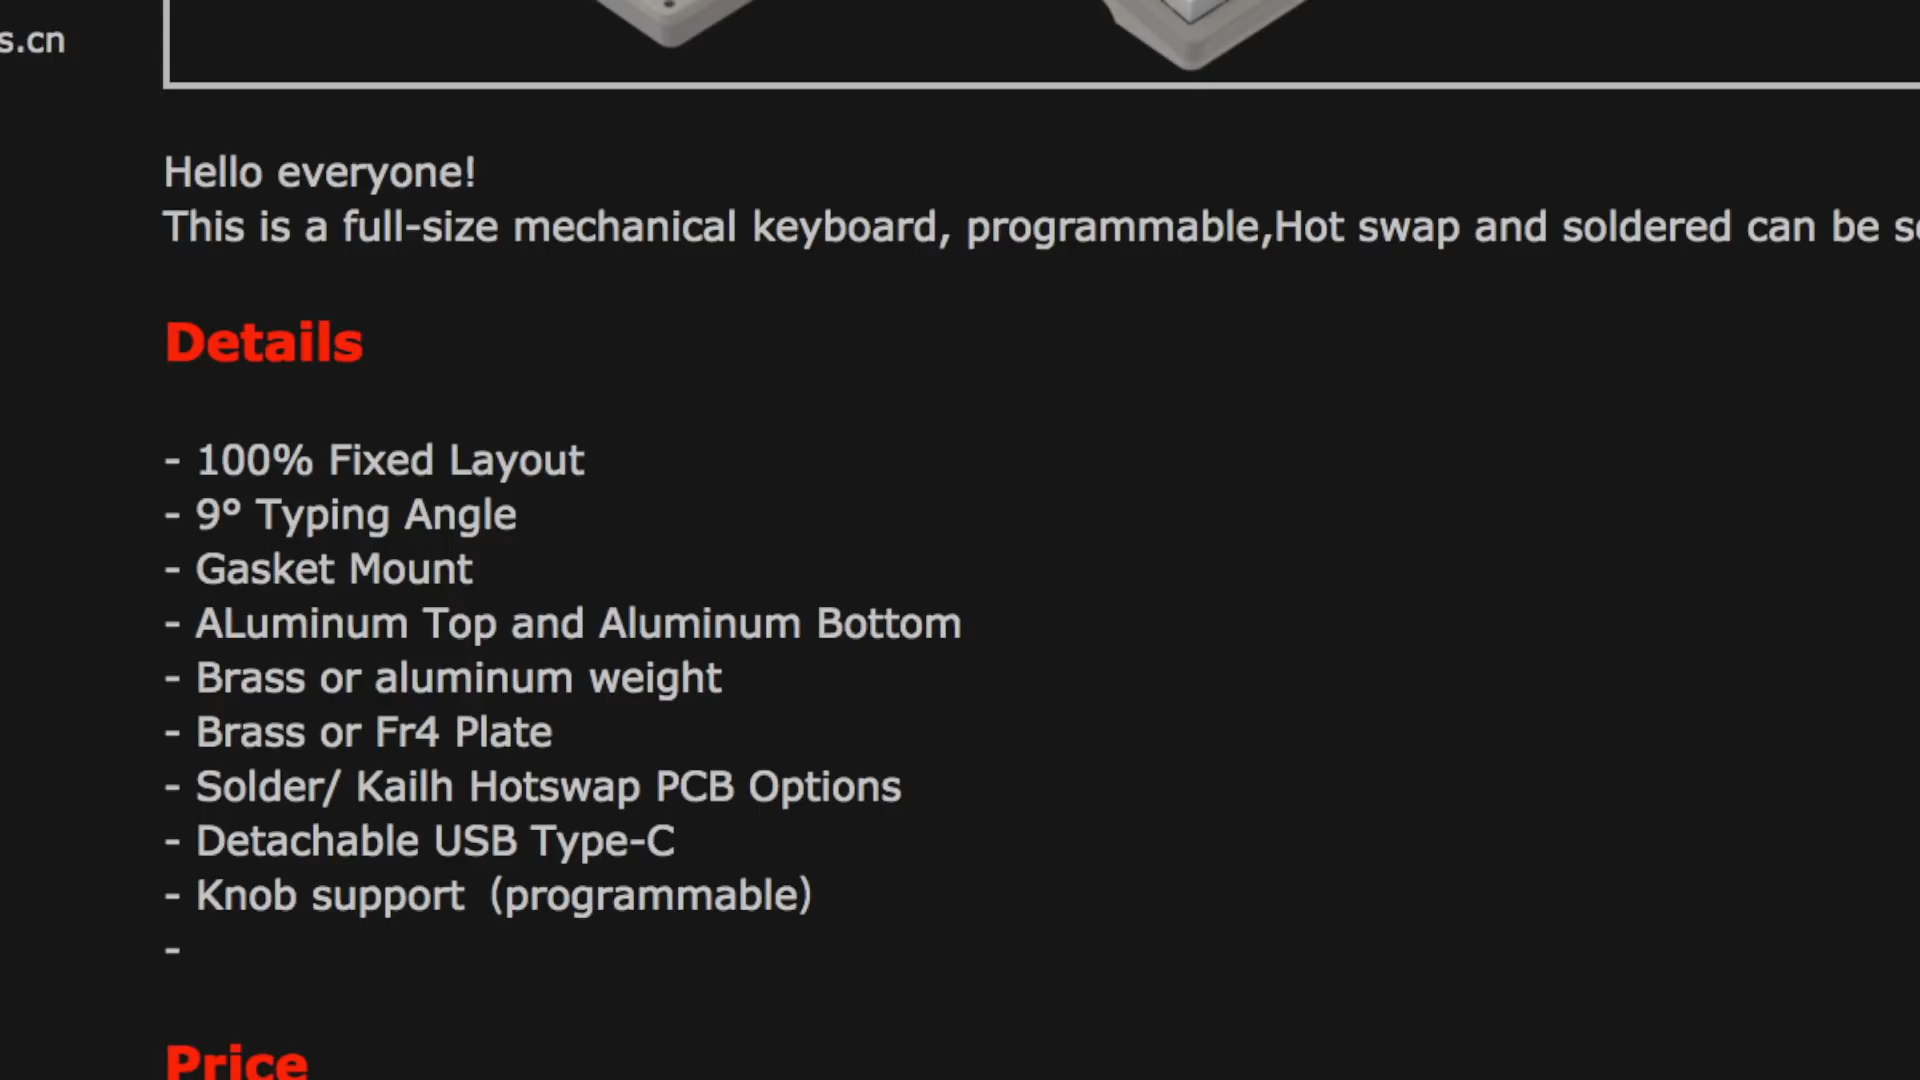 s.cn
Hello everyone!
This is a full-size mechanical keyboard, programmable,Hot swap and soldered can be
Details
- 100% Fixed Layout
- 9° Typing Angle
- Gasket Mount
- ALuminum Top and Aluminum Bottom
- Brass or aluminum weight
- Brass or Fr4 Plate
- Solder/ Kailh Hotswap PCB Options
- Detachable USB Type-C
- Knob support（programmable）
-
Price